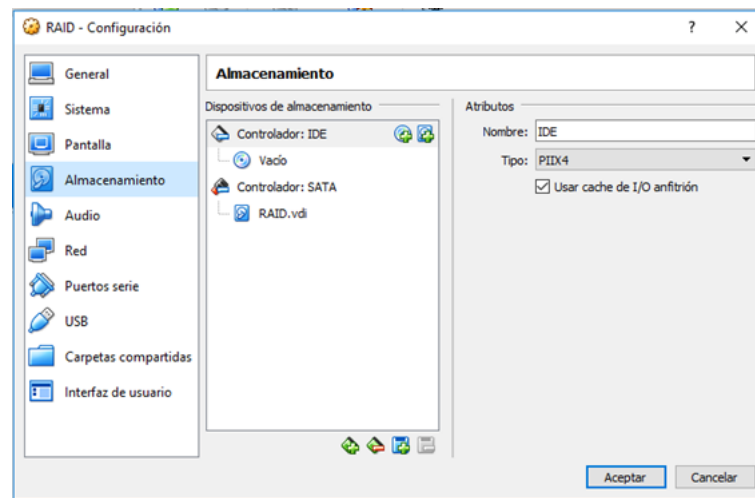 RAID - Configuración
General
Sistema
Pantalla
Almacenamiento
Audio
Red
Puertos serie
USB
Carpetas compartidas
Interfaz de usuario
Almacenamiento
Dispositivos de almacenamiento
Controlador: IDE
Vacío
Controlador: SATA
RAID.vdi
Atributos
Nombre: IDE
Tipo: PIIX4
Usar cache de I/O anfitrión
Aceptar Cancelar